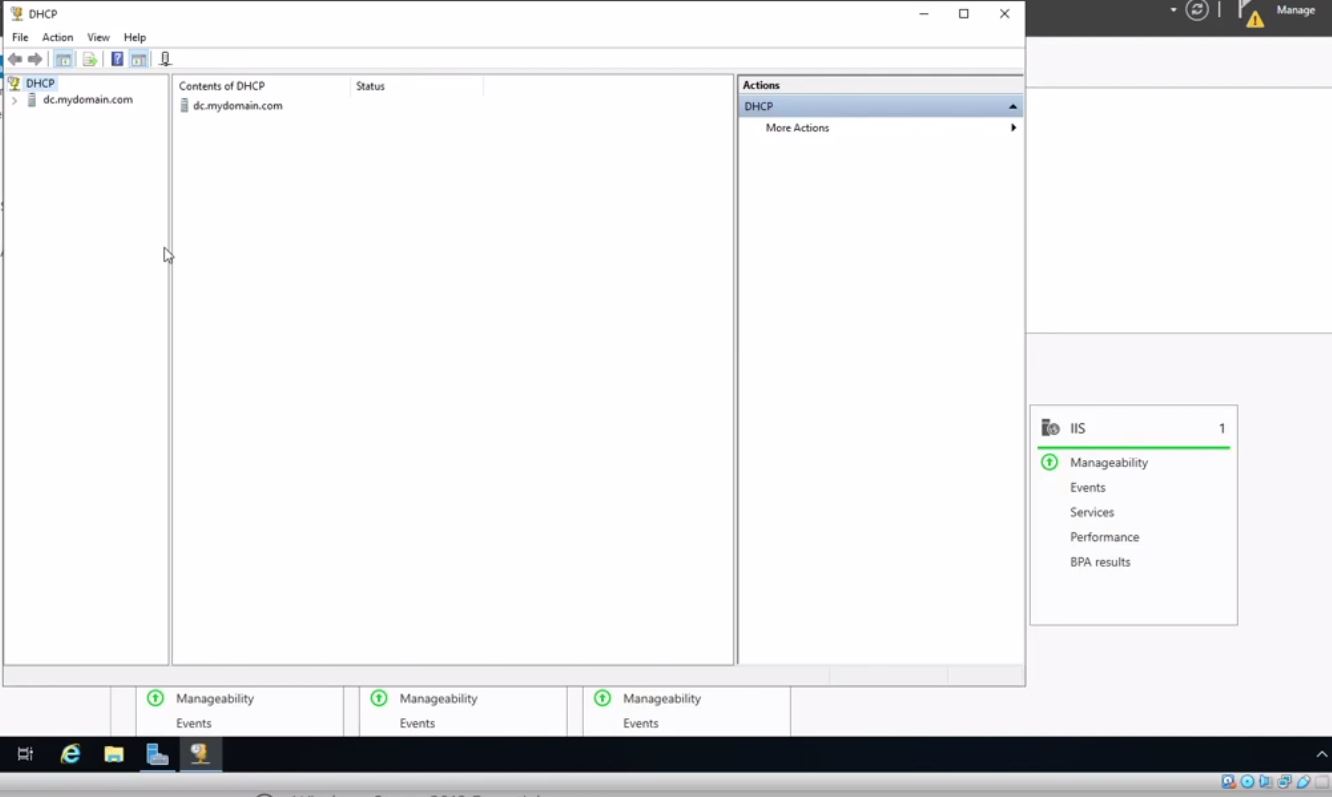 DHCP
Manage
File Action View Help
DHCP
dc.mydomain.com
Contents of DHCP Status
dc.mydomain.com
Actions
DHCP
More Actions
IIS 1
Manageability
Events
Services
Performance
BPA results
Manageability Manageability Manageability
Events Events Events